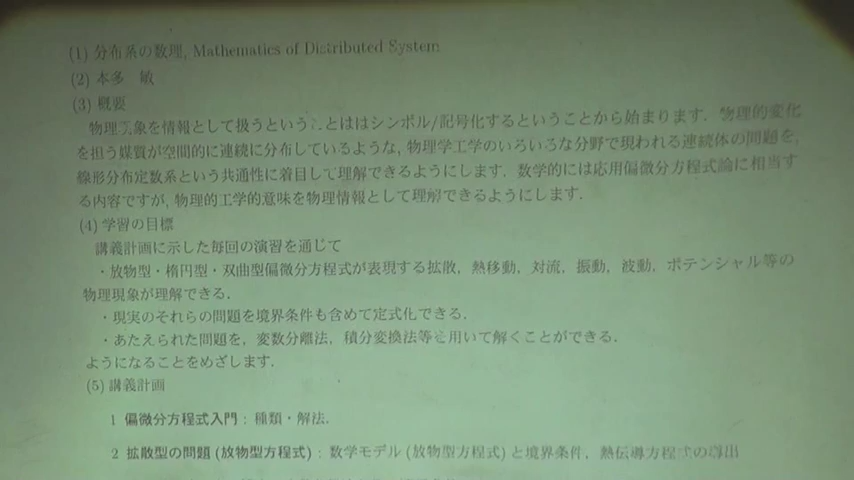 (1) 分布系の数理, Mathematics of Distributed System
(2) 本多 敏
(3) 概要
物理現象を情報として扱うということははシンボル/記号化するということから始まります. 物理的変化
を担う媒質が空間的に連続に分布しているような, 物理学工学のいろいろな分野で現われる連続体の問題を,
線形分布定数系という共通性に着目して理解できるようにします. 数学的には応用偏微分方程式論に相当す
る内容ですが, 物理的工学的意味を物理情報として理解できるようにします.
(4) 学習の目標
講義計画に示した毎回の演習を通じて
・放物型・楕円型・双曲型偏微分方程式が表現する拡散, 熱移動, 対流, 振動, 波動, ポテンシャル等の
物理現象が理解できる.
・現実のそれらの問題を境界条件も含めて定式化できる.
・あたえられた問題を, 変数分離法, 積分変換法等を用いて解くことができる.
ようになることをめざします.
(5) 講義計画
1 偏微分方程式入門 : 種類・解法.
2 拡散型の問題 (放物型方程式) : 数学モデル (放物型方程式) と境界条件, 熱伝導方程式の導出